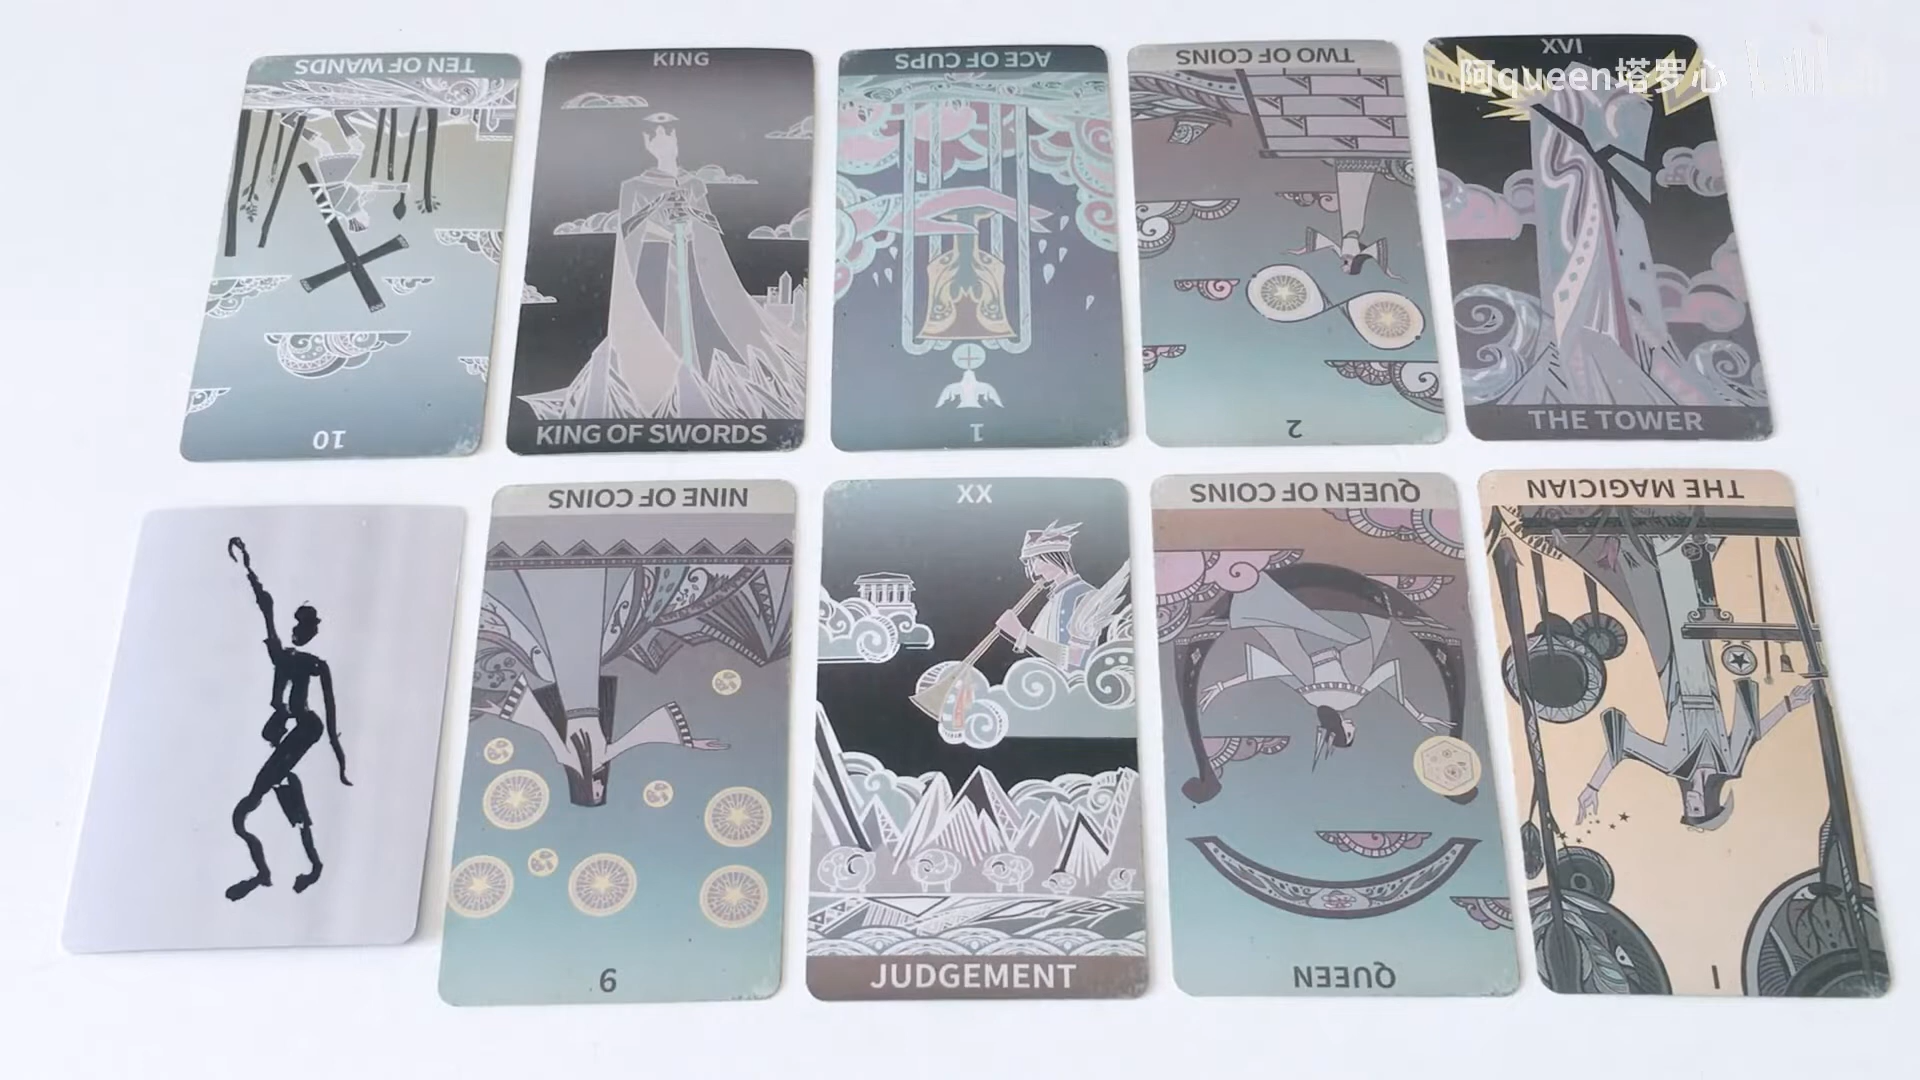 TEN OF WANDS
10
KING
KING OF SWORDS
ACE OF CUPS
1
TWO OF COINS
2
XVI
阿queen塔罗心
THE TOWER
NINE OF COINS
9
XX
JUDGEMENT
QUEEN OF COINS
QUEEN
THE MAGICIAN
I